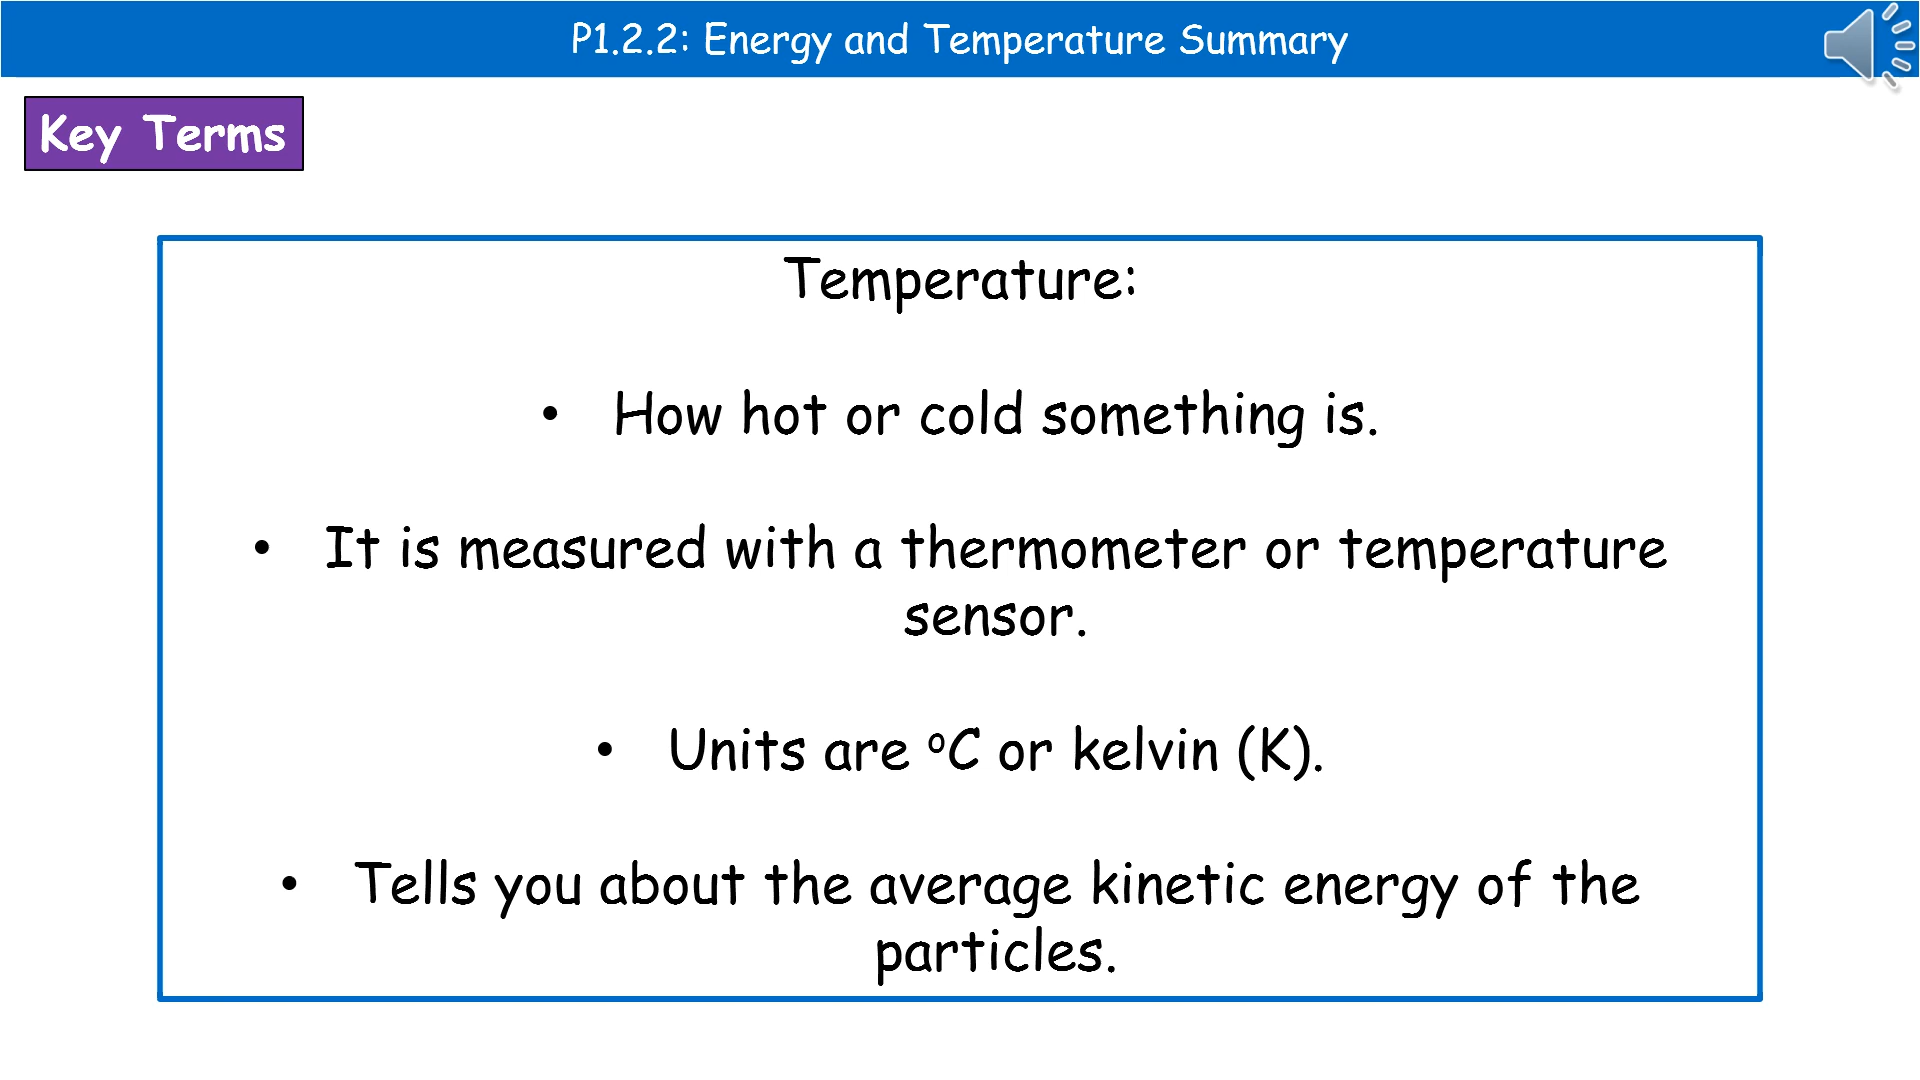 P1.2.2: Energy and Temperature Summary
Key Terms
Temperature:
• How hot or cold something is.
• It is measured with a thermometer or temperature
sensor.
• Units are ᵒC or kelvin (K).
• Tells you about the average kinetic energy of the
particles.